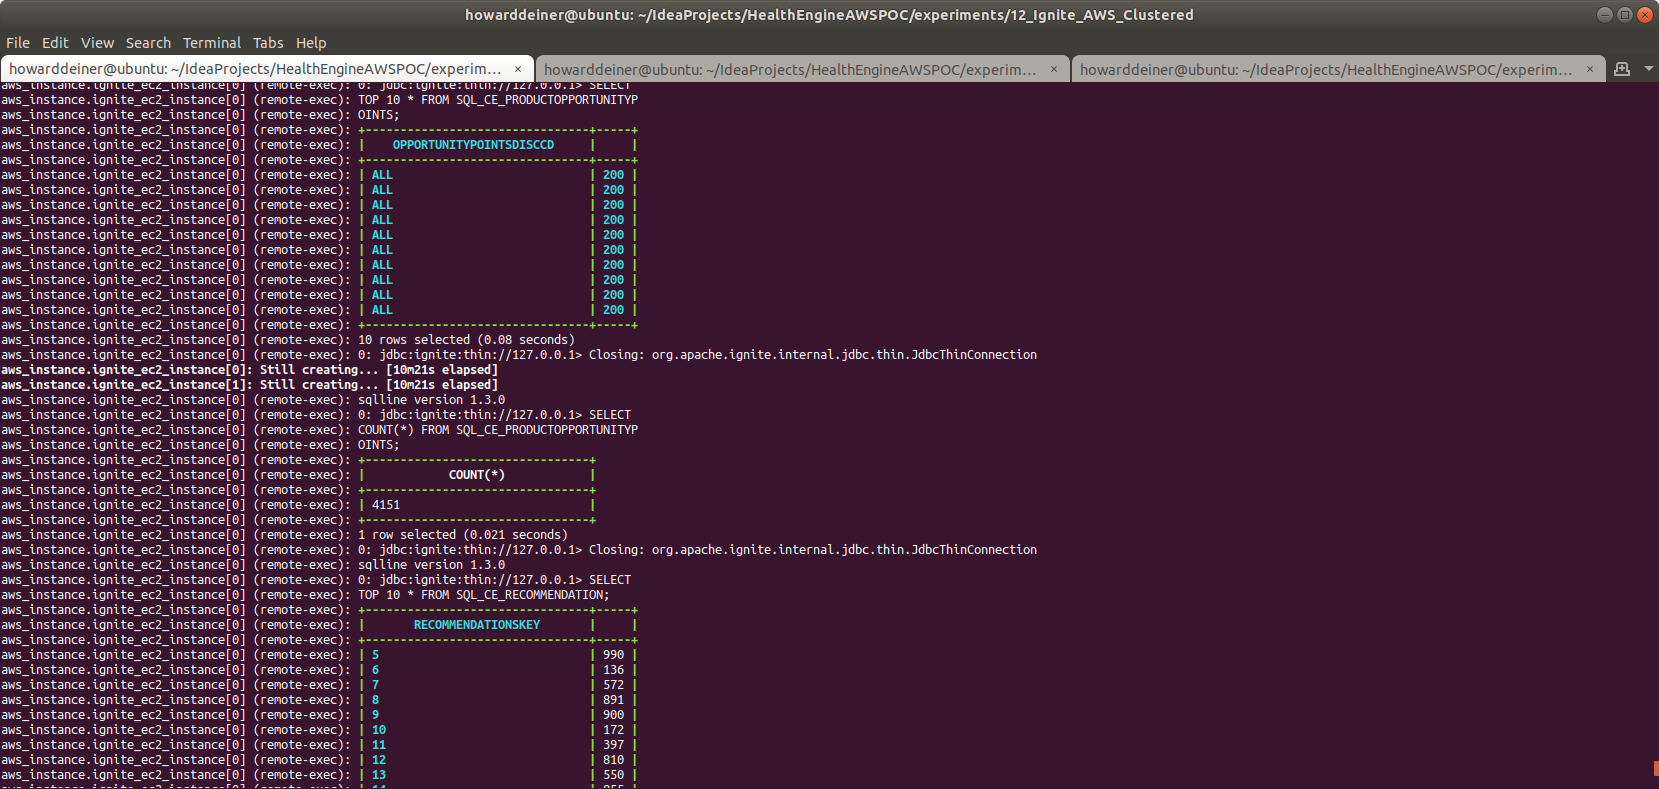 howarddeiner@ubuntu: ~/IdeaProjects/HealthEngineAWSPOC/experiments/12_Ignite_AWS_Clustered
File Edit View Search Terminal Tabs Help
howarddeiner@ubuntu: ~/IdeaProjects/HealthEngineAWSPOC/experim... × howarddeiner@ubuntu: ~/IdeaProjects/HealthEngineAWSPOC/experim... × howarddeiner@ubuntu: ~/IdeaProjects/HealthEngineAWSPOC/experim... ×
aws_instance.ignite_ec2_instance[0] (remote-exec): 0: jdbc:ignite:thin://127.0.0.1> SELECT
aws_instance.ignite_ec2_instance[0] (remote-exec): TOP 10 * FROM SQL_CE_PRODUCTOPPORTUNITYP
aws_instance.ignite_ec2_instance[0] (remote-exec): OINTS;
aws_instance.ignite_ec2_instance[0] (remote-exec): +--------------------------------+-----+
aws_instance.ignite_ec2_instance[0] (remote-exec): |    OPPORTUNITYPOINTSDISCCD     |     |
aws_instance.ignite_ec2_instance[0] (remote-exec): +--------------------------------+-----+
aws_instance.ignite_ec2_instance[0] (remote-exec): | ALL                            | 200 |
aws_instance.ignite_ec2_instance[0] (remote-exec): | ALL                            | 200 |
aws_instance.ignite_ec2_instance[0] (remote-exec): | ALL                            | 200 |
aws_instance.ignite_ec2_instance[0] (remote-exec): | ALL                            | 200 |
aws_instance.ignite_ec2_instance[0] (remote-exec): | ALL                            | 200 |
aws_instance.ignite_ec2_instance[0] (remote-exec): | ALL                            | 200 |
aws_instance.ignite_ec2_instance[0] (remote-exec): | ALL                            | 200 |
aws_instance.ignite_ec2_instance[0] (remote-exec): | ALL                            | 200 |
aws_instance.ignite_ec2_instance[0] (remote-exec): | ALL                            | 200 |
aws_instance.ignite_ec2_instance[0] (remote-exec): | ALL                            | 200 |
aws_instance.ignite_ec2_instance[0] (remote-exec): +--------------------------------+-----+
aws_instance.ignite_ec2_instance[0] (remote-exec): 10 rows selected (0.08 seconds)
aws_instance.ignite_ec2_instance[0] (remote-exec): 0: jdbc:ignite:thin://127.0.0.1> Closing: org.apache.ignite.internal.jdbc.thin.JdbcThinConnection
aws_instance.ignite_ec2_instance[0]: Still creating... [10m21s elapsed]
aws_instance.ignite_ec2_instance[1]: Still creating... [10m21s elapsed]
aws_instance.ignite_ec2_instance[0] (remote-exec): sqlline version 1.3.0
aws_instance.ignite_ec2_instance[0] (remote-exec): 0: jdbc:ignite:thin://127.0.0.1> SELECT
aws_instance.ignite_ec2_instance[0] (remote-exec): COUNT(*) FROM SQL_CE_PRODUCTOPPORTUNITYP
aws_instance.ignite_ec2_instance[0] (remote-exec): OINTS;
aws_instance.ignite_ec2_instance[0] (remote-exec): +--------------------------------+
aws_instance.ignite_ec2_instance[0] (remote-exec): |            COUNT(*)            |
aws_instance.ignite_ec2_instance[0] (remote-exec): +--------------------------------+
aws_instance.ignite_ec2_instance[0] (remote-exec): | 4151                           |
aws_instance.ignite_ec2_instance[0] (remote-exec): +--------------------------------+
aws_instance.ignite_ec2_instance[0] (remote-exec): 1 row selected (0.021 seconds)
aws_instance.ignite_ec2_instance[0] (remote-exec): 0: jdbc:ignite:thin://127.0.0.1> Closing: org.apache.ignite.internal.jdbc.thin.JdbcThinConnection
aws_instance.ignite_ec2_instance[0] (remote-exec): sqlline version 1.3.0
aws_instance.ignite_ec2_instance[0] (remote-exec): 0: jdbc:ignite:thin://127.0.0.1> SELECT
aws_instance.ignite_ec2_instance[0] (remote-exec): TOP 10 * FROM SQL_CE_RECOMMENDATION;
aws_instance.ignite_ec2_instance[0] (remote-exec): +--------------------------------+-----+
aws_instance.ignite_ec2_instance[0] (remote-exec): |       RECOMMENDATIONSKEY       |     |
aws_instance.ignite_ec2_instance[0] (remote-exec): +--------------------------------+-----+
aws_instance.ignite_ec2_instance[0] (remote-exec): | 5                              | 990 |
aws_instance.ignite_ec2_instance[0] (remote-exec): | 6                              | 136 |
aws_instance.ignite_ec2_instance[0] (remote-exec): | 7                              | 572 |
aws_instance.ignite_ec2_instance[0] (remote-exec): | 8                              | 891 |
aws_instance.ignite_ec2_instance[0] (remote-exec): | 9                              | 900 |
aws_instance.ignite_ec2_instance[0] (remote-exec): | 10                             | 172 |
aws_instance.ignite_ec2_instance[0] (remote-exec): | 11                             | 397 |
aws_instance.ignite_ec2_instance[0] (remote-exec): | 12                             | 810 |
aws_instance.ignite_ec2_instance[0] (remote-exec): | 13                             | 550 |